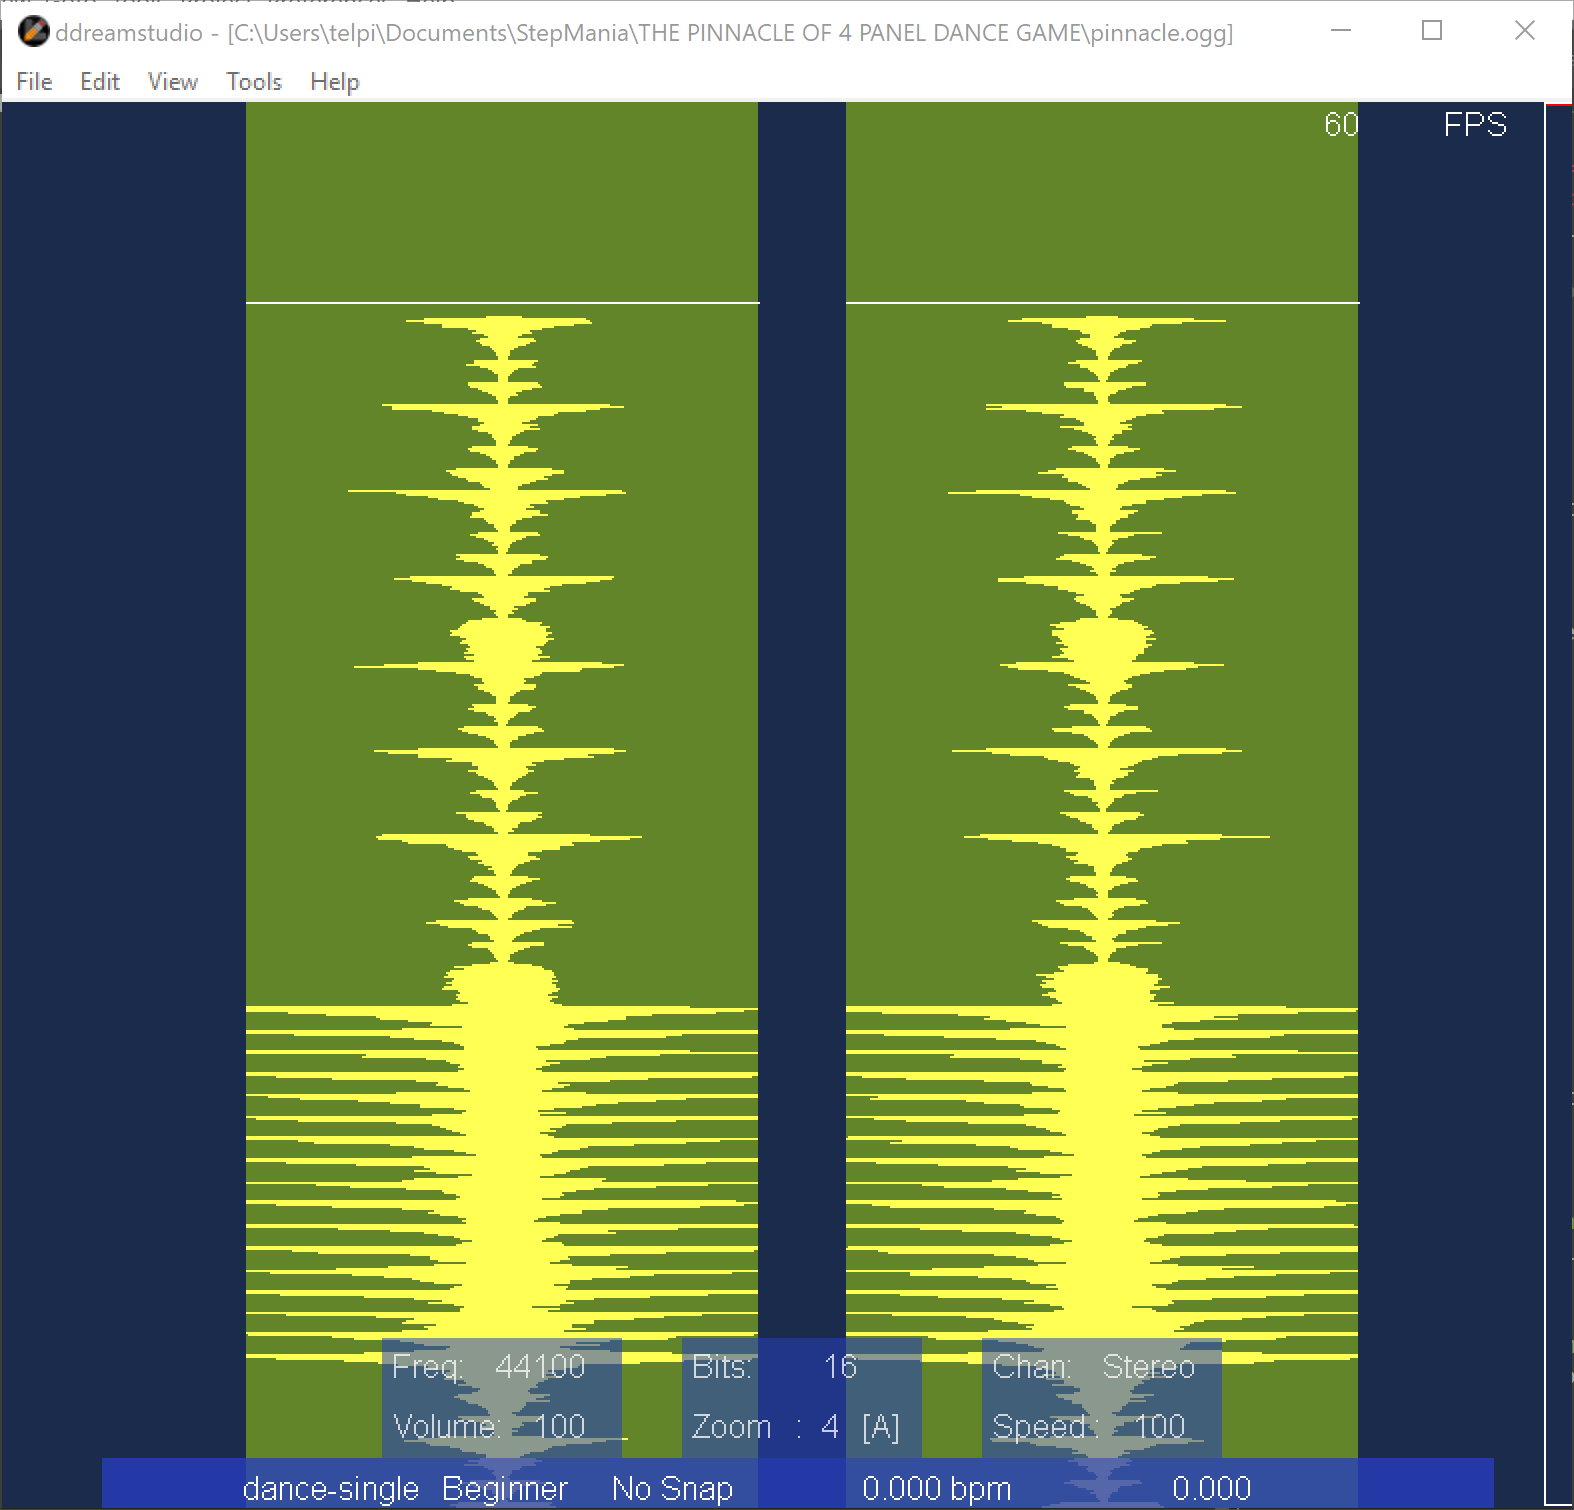 ddreamstudio - [C:\Users\telpi\Documents\StepMania\THE PINNACLE OF 4 PANEL DANCE GAME\pinnacle.ogg]
File Edit View Tools Help
60 FPS
Freq: 44100 Bits: 16 Chan: Stereo
Volume: 100 Zoom : 4 [A] Speed : 100
dance-single Beginner No Snap 0.000 bpm 0.000